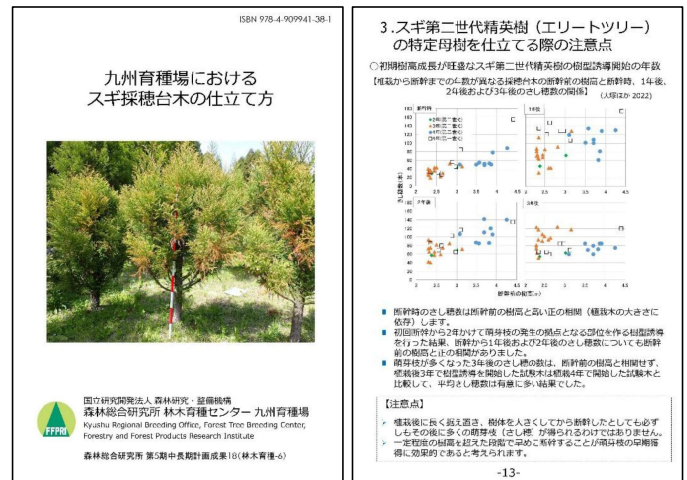 ISBN 978-4-909941-38-1
九州育種場における
スギ採穂台木の仕立て方
国立研究開発法人 森林研究・整備機構
森林総合研究所 林木育種センター 九州育種場
Kyushu Regional Breeding Office, Forest Tree Breeding Center,
Forestry and Forest Products Research Institute
FFPRI
森林総合研究所 第5期中長期計画成果18(林木育種-6)
3.スギ第二世代精英樹（エリートツリー）
の特定母樹を仕立てる際の注意点
○初期樹高成長が旺盛なスギ第二世代精英樹の樹型誘導開始の年数
【植栽から断幹までの年数が異なる採穂台木の断幹前の樹高と断幹時、1年後、
2年後および3年後のさし穂数の関係】
(大塚ほか 2022)
断幹時
1年後
2年後
3年後
さし穂数(本)
断幹前の樹高(m)
■ 断幹時のさし穂数は断幹前の樹高と高い正の相関（植栽木の大きさに
依存）します。
■ 初回断幹から2年かけて萌芽枝の発生の拠点となる部位を作る樹型誘導
を行った結果、断幹から1年後および2年後のさし穂数についても断幹
前の樹高と正の相関がありました。
■ 萌芽枝が多くなった3年後のさし穂の数は、断幹前の樹高と相関せず、
植栽後3年で樹型誘導を開始した試験木は植栽4年で開始した試験木と
比較して、平均さし穂数は有意に多い結果でした。
【注意点】
➢ 植栽後に長く据え置き、樹体を大きくしてから断幹したとしても必ず
しもその後に多くの萌芽枝（さし穂）が得られるわけではありません。
➢ 一定程度の樹高を超えた段階で早めに断幹することが萌芽枝の早期獲
得に効果的であると考えられます。
-13-